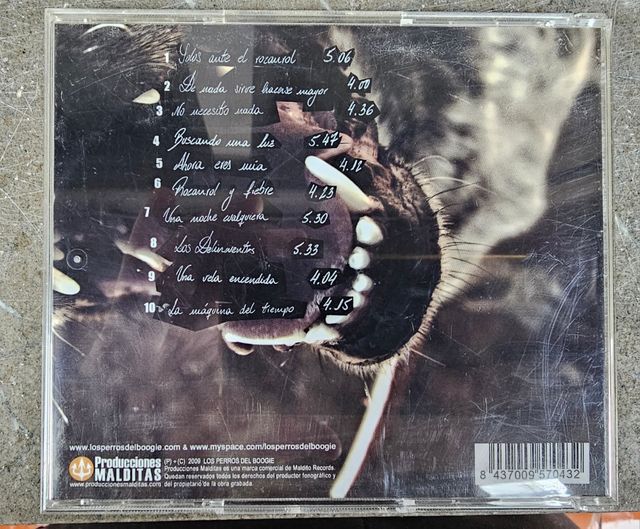 1 Solos ante el rocanrol 5.06
2 De nada sirve hacerse mayor 4.00
3 No necesito nada 4.36
4 Buscando una luz 5.47
5 Ahora eres mia 4.12
6 Rocanrol y fiebre 4.23
7 Una noche cualquiera 5.30
8 Los Delincuentes 5.33
9 Una vela encendida 4.04
10 La máquina del tiempo 4.15
www.losperrosdelboogie.com & www.myspace.com/losperrosdelboogie
Producciones MALDITAS
www.produccionesmalditas.com
(P) + (C) 2009 LOS PERROS DEL BOOGIE
Producciones Malditas es una marca comercial de Maldito Records.
Quedan reservados todos los derechos del productor fonográfico y
del propietario de la obra grabada.
8 437009 570432